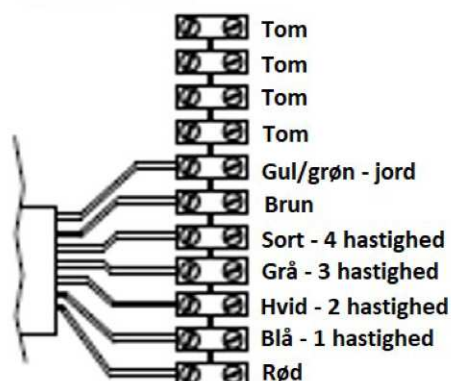 Tom
Tom
Tom
Tom
Gul/grøn - jord
Brun
Sort - 4 hastighed
Grå - 3 hastighed
Hvid - 2 hastighed
Blå - 1 hastighed
Rød